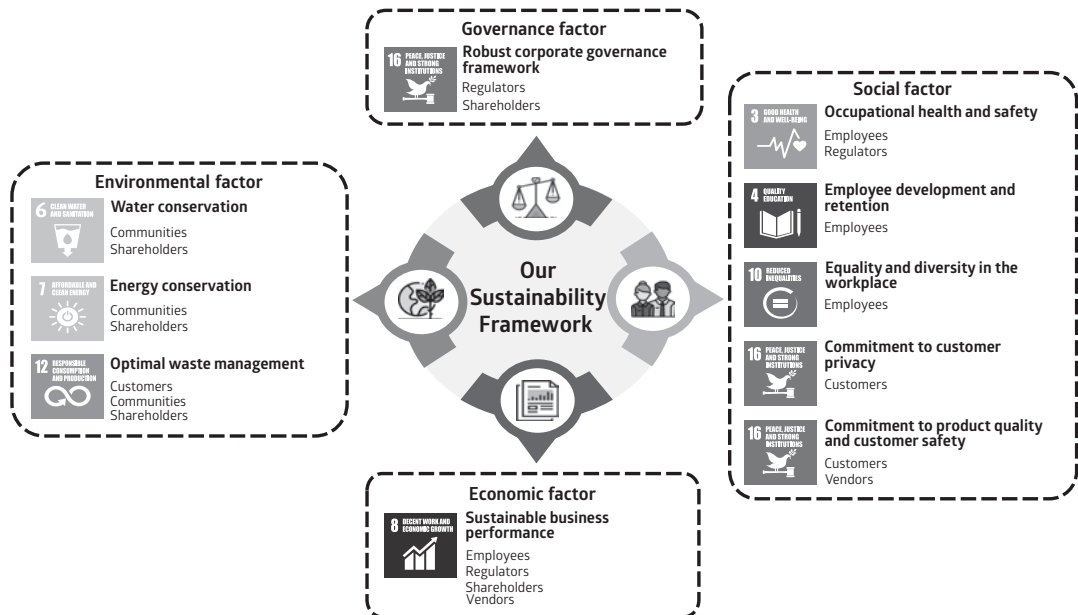 Governance factor
16 PEACE, JUSTICE
AND STRONG
INSTITUTIONS
Robust corporate governance
framework
Regulators
Shareholders
Environmental factor
6 CLEAN WATER
AND SANITATION
Water conservation
Communities
Shareholders
7 AFFORDABLE AND
CLEAN ENERGY
Energy conservation
Communities
Shareholders
12 RESPONSIBLE
CONSUMPTION
AND PRODUCTION
Optimal waste management
Customers
Communities
Shareholders
Our
Sustainability
Framework
Social factor
3 GOOD HEALTH
AND WELL-BEING
Occupational health and safety
Employees
Regulators
4 QUALITY
EDUCATION
Employee development and
retention
Employees
10 REDUCED
INEQUALITIES
Equality and diversity in the
workplace
Employees
16 PEACE, JUSTICE
AND STRONG
INSTITUTIONS
Commitment to customer
privacy
Customers
16 PEACE, JUSTICE
AND STRONG
INSTITUTIONS
Commitment to product quality
and customer safety
Customers
Vendors
Economic factor
8 DECENT WORK AND
ECONOMIC GROWTH
Sustainable business
performance
Employees
Regulators
Shareholders
Vendors